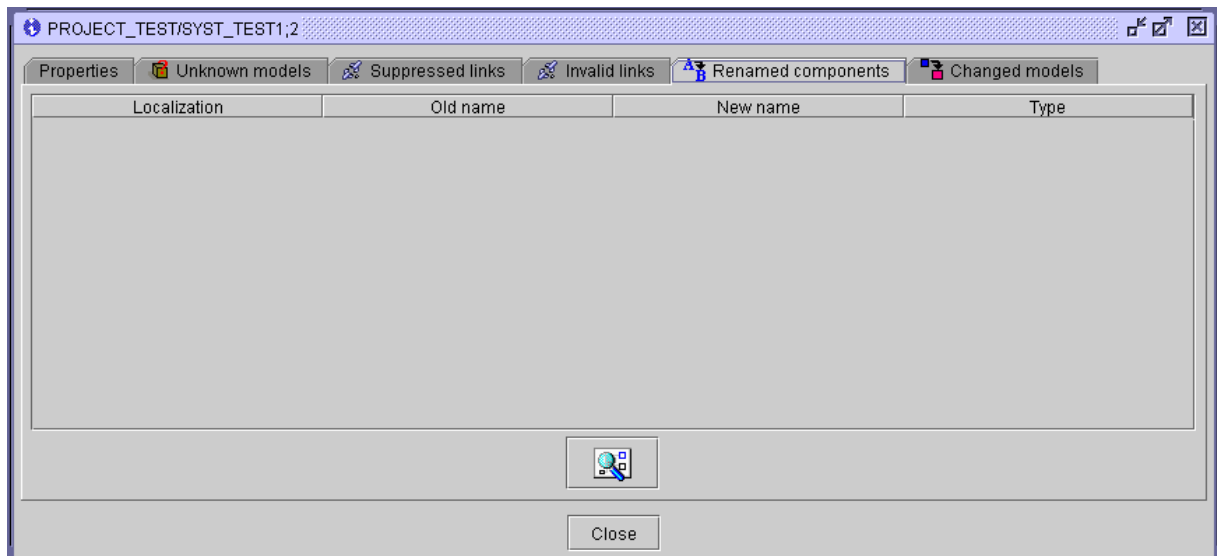 PROJECT_TEST/SYST_TEST1;2
Properties Unknown models Suppressed links Invalid links Renamed components Changed models
Localization Old name New name Type
Close